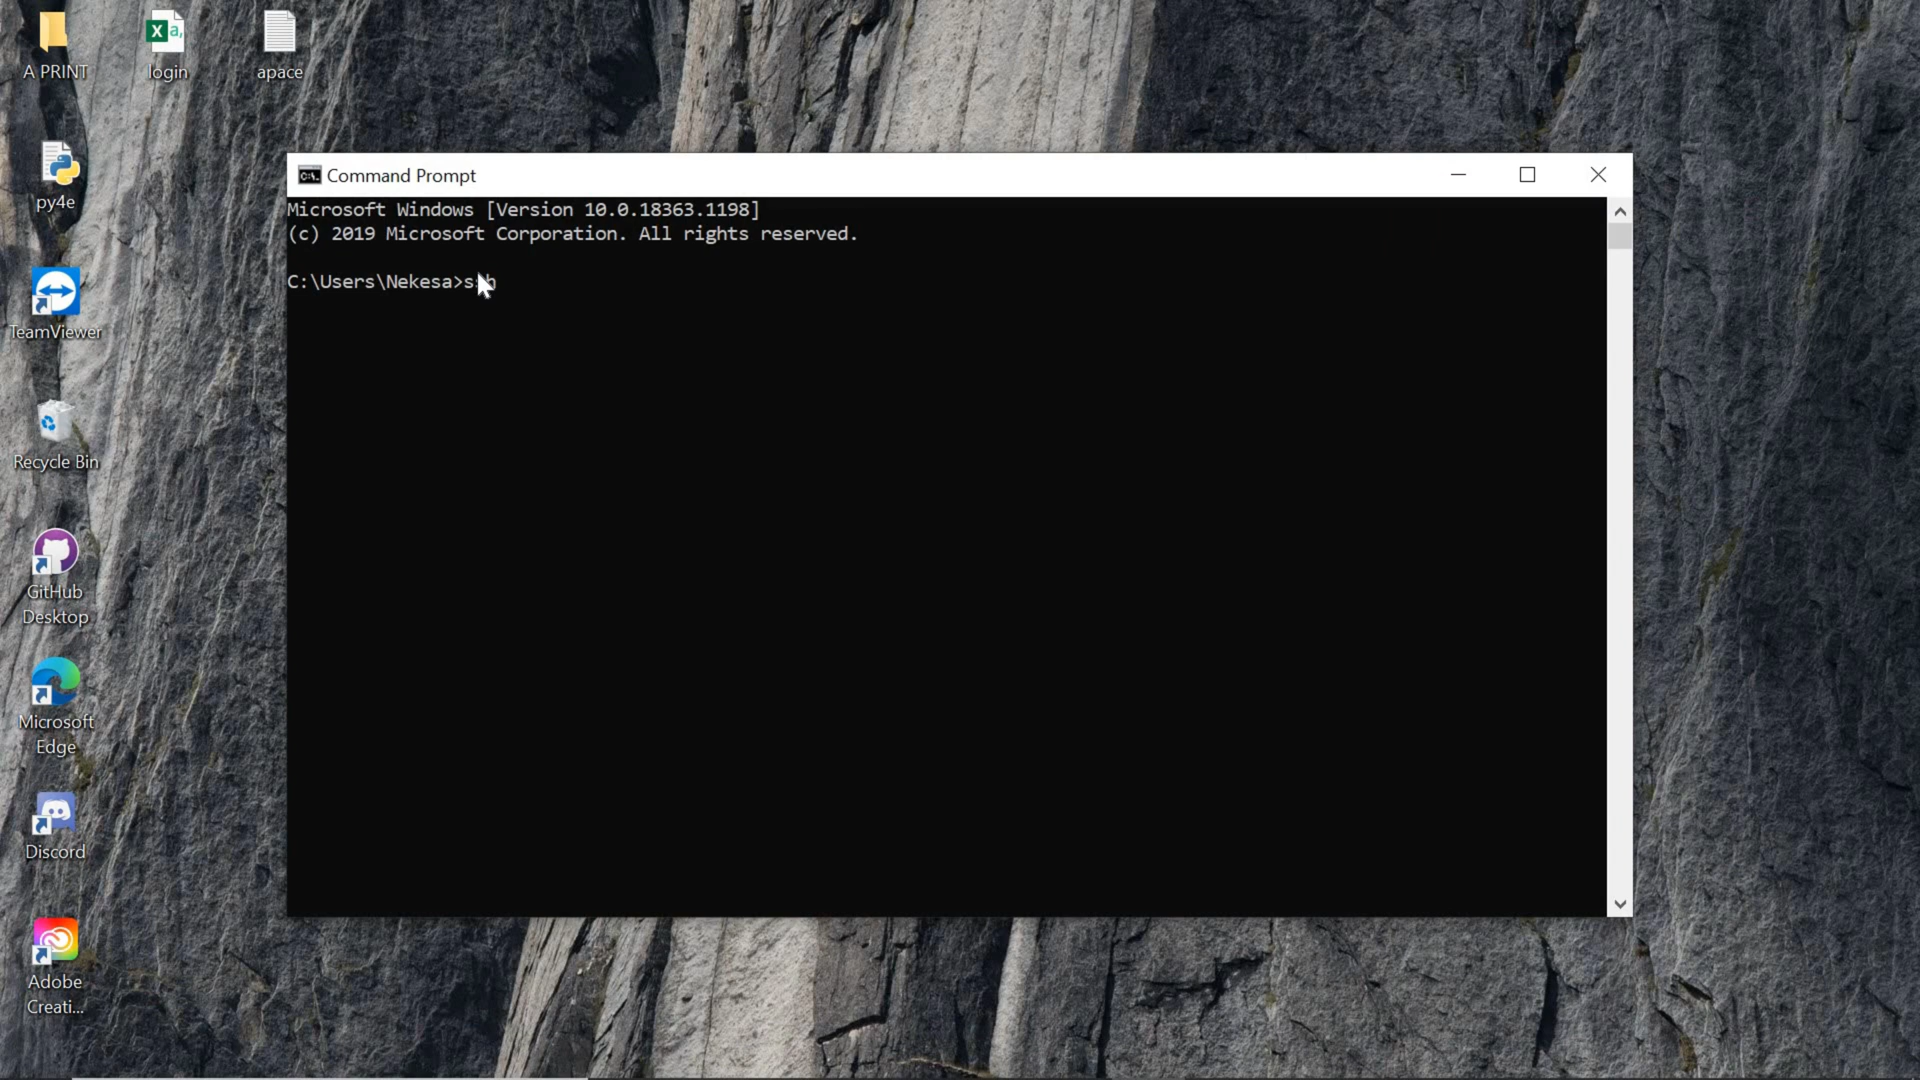 A PRINT
login
apace
py4e
TeamViewer
Recycle Bin
GitHub
Desktop
Microsoft
Edge
Discord
Adobe
Creati...
Command Prompt
Microsoft Windows [Version 10.0.18363.1198]
(c) 2019 Microsoft Corporation. All rights reserved.
C:\Users\Nekesa>